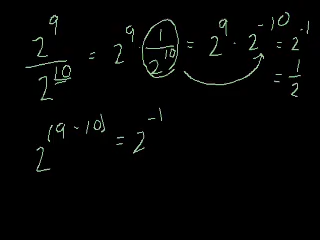 2^9/2^10 = 2^9 · 1/2^10 = 2^9 · 2^-10 = 2^-1
= 1/2
2^(9-10) = 2^-1